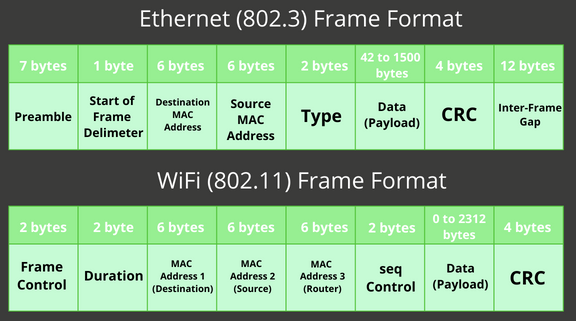 Ethernet (802.3) Frame Format
7 bytes
1 byte
6 bytes
6 bytes
2 bytes
42 to 1500
bytes
4 bytes
12 bytes
Preamble
Start of
Frame
Delimeter
Destination
MAC
Address
Source
MAC
Address
Type
Data
(Payload)
CRC
Inter-Frame
Gap
WiFi (802.11) Frame Format
2 bytes
2 byte
6 bytes
6 bytes
6 bytes
2 bytes
0 to 2312
bytes
4 bytes
Frame
Control
Duration
MAC
Address 1
(Destination)
MAC
Address 2
(Source)
MAC
Address 3
(Router)
seq
Control
Data
(Payload)
CRC